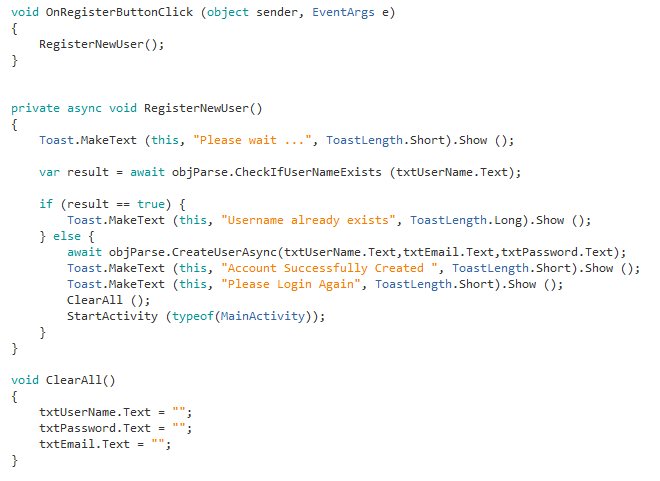 void OnRegisterButtonClick (object sender, EventArgs e)
{
    RegisterNewUser();
}
private async void RegisterNewUser()
{
    Toast.MakeText (this, "Please wait ...", ToastLength.Short).Show ();
    var result = await objParse.CheckIfUserNameExists (txtUserName.Text);
    if (result == true) {
        Toast.MakeText (this, "Username already exists", ToastLength.Long).Show ();
    } else {
        await objParse.CreateUserAsync(txtUserName.Text,txtEmail.Text,txtPassword.Text);
        Toast.MakeText (this, "Account Successfully Created ", ToastLength.Short).Show ();
        Toast.MakeText (this, "Please Login Again", ToastLength.Short).Show ();
        ClearAll ();
        StartActivity (typeof(MainActivity));
    }
}
void ClearAll()
{
    txtUserName.Text = "";
    txtPassword.Text = "";
    txtEmail.Text = "";
}